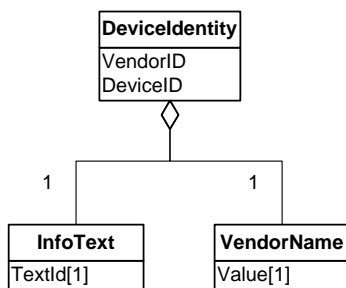 DeviceIdentity
VendorID
DeviceID
1
1
InfoText
VendorName
TextId[1]
Value[1]